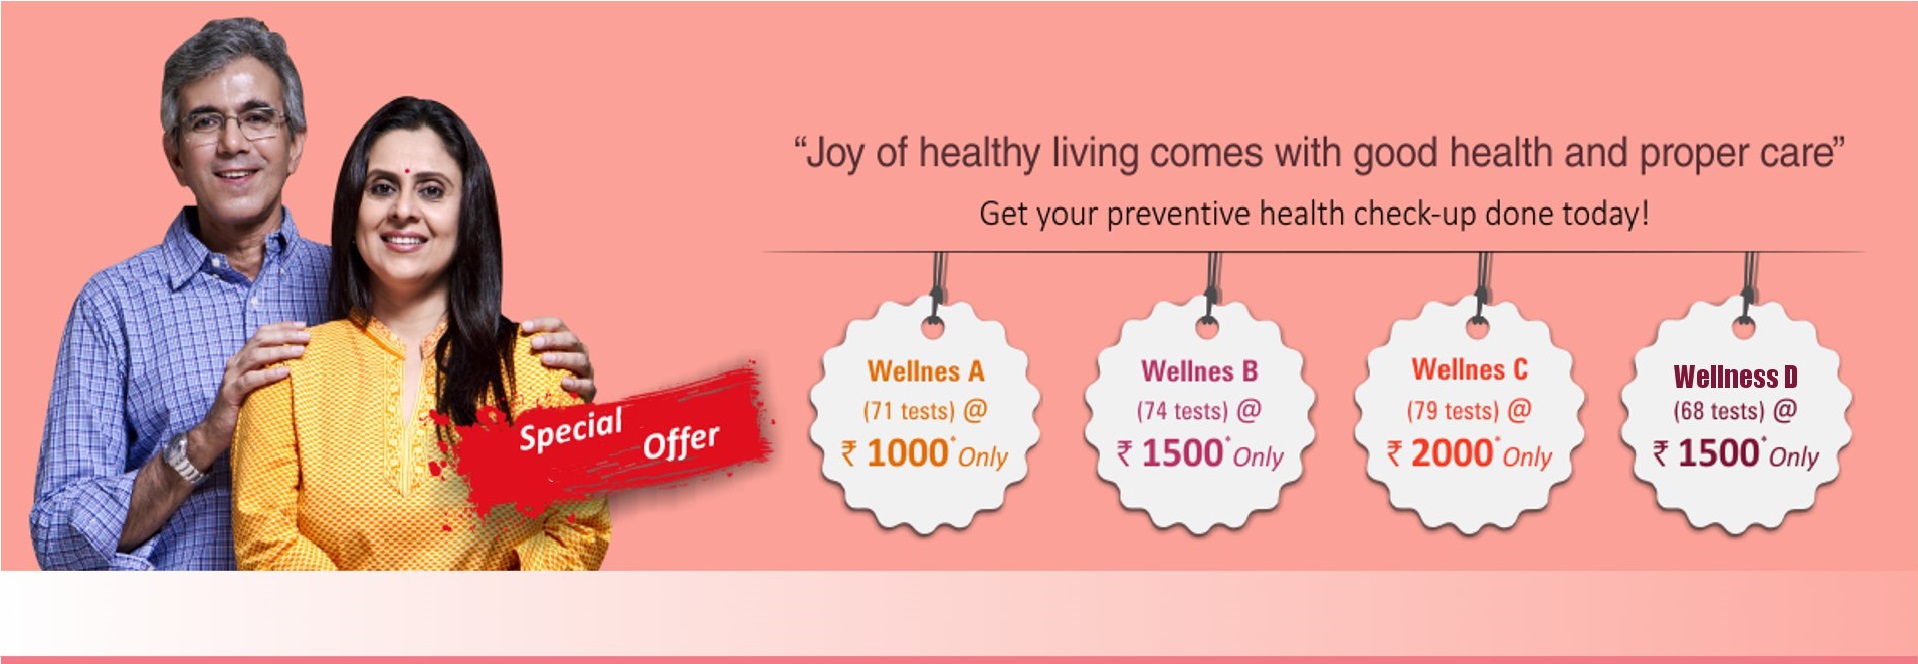 “Joy of healthy living comes with good health and proper care”
Get your preventive health check-up done today!
Special Offer
Wellnes A
(71 tests) @
₹ 1000* Only
Wellnes B
(74 tests) @
₹ 1500* Only
Wellnes C
(79 tests) @
₹ 2000* Only
Wellness D
(68 tests) @
₹ 1500* Only